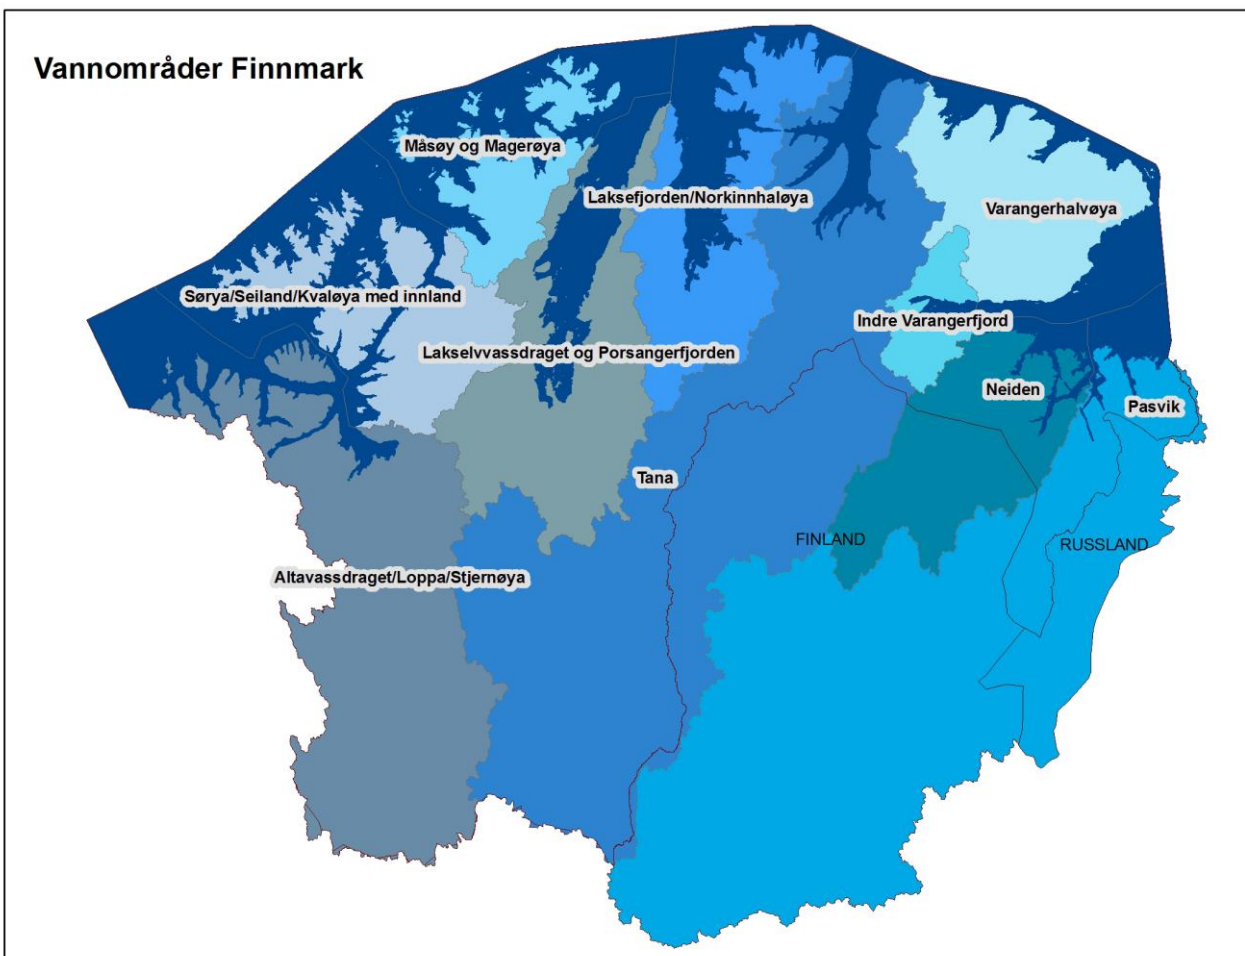 Vannområder Finnmark
Måsøy og Magerøya
Laksefjorden/Norkinnhaløya
Varangerhalvøya
Sørya/Seiland/Kvaløya med innland
Indre Varangerfjord
Lakselvvassdraget og Porsangerfjorden
Neiden
Pasvik
Tana
FINLAND
RUSSLAND
Altavassdraget/Loppa/Stjernøya